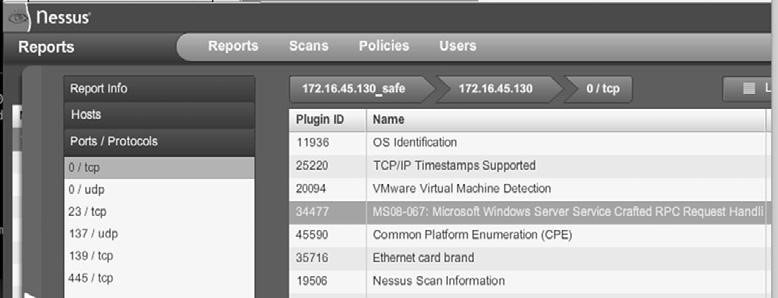 Nessus
Reports Reports Scans Policies Users
Report Info
Hosts
Ports / Protocols
0 / tcp
0 / udp
23 / tcp
137 / udp
139 / tcp
445 / tcp
172.16.45.130_safe 172.16.45.130 0 / tcp
Plugin ID Name
11936 OS Identification
25220 TCP/IP Timestamps Supported
20094 VMware Virtual Machine Detection
34477 MS08-067: Microsoft Windows Server Service Crafted RPC Request Handli
45590 Common Platform Enumeration (CPE)
35716 Ethernet card brand
19506 Nessus Scan Information